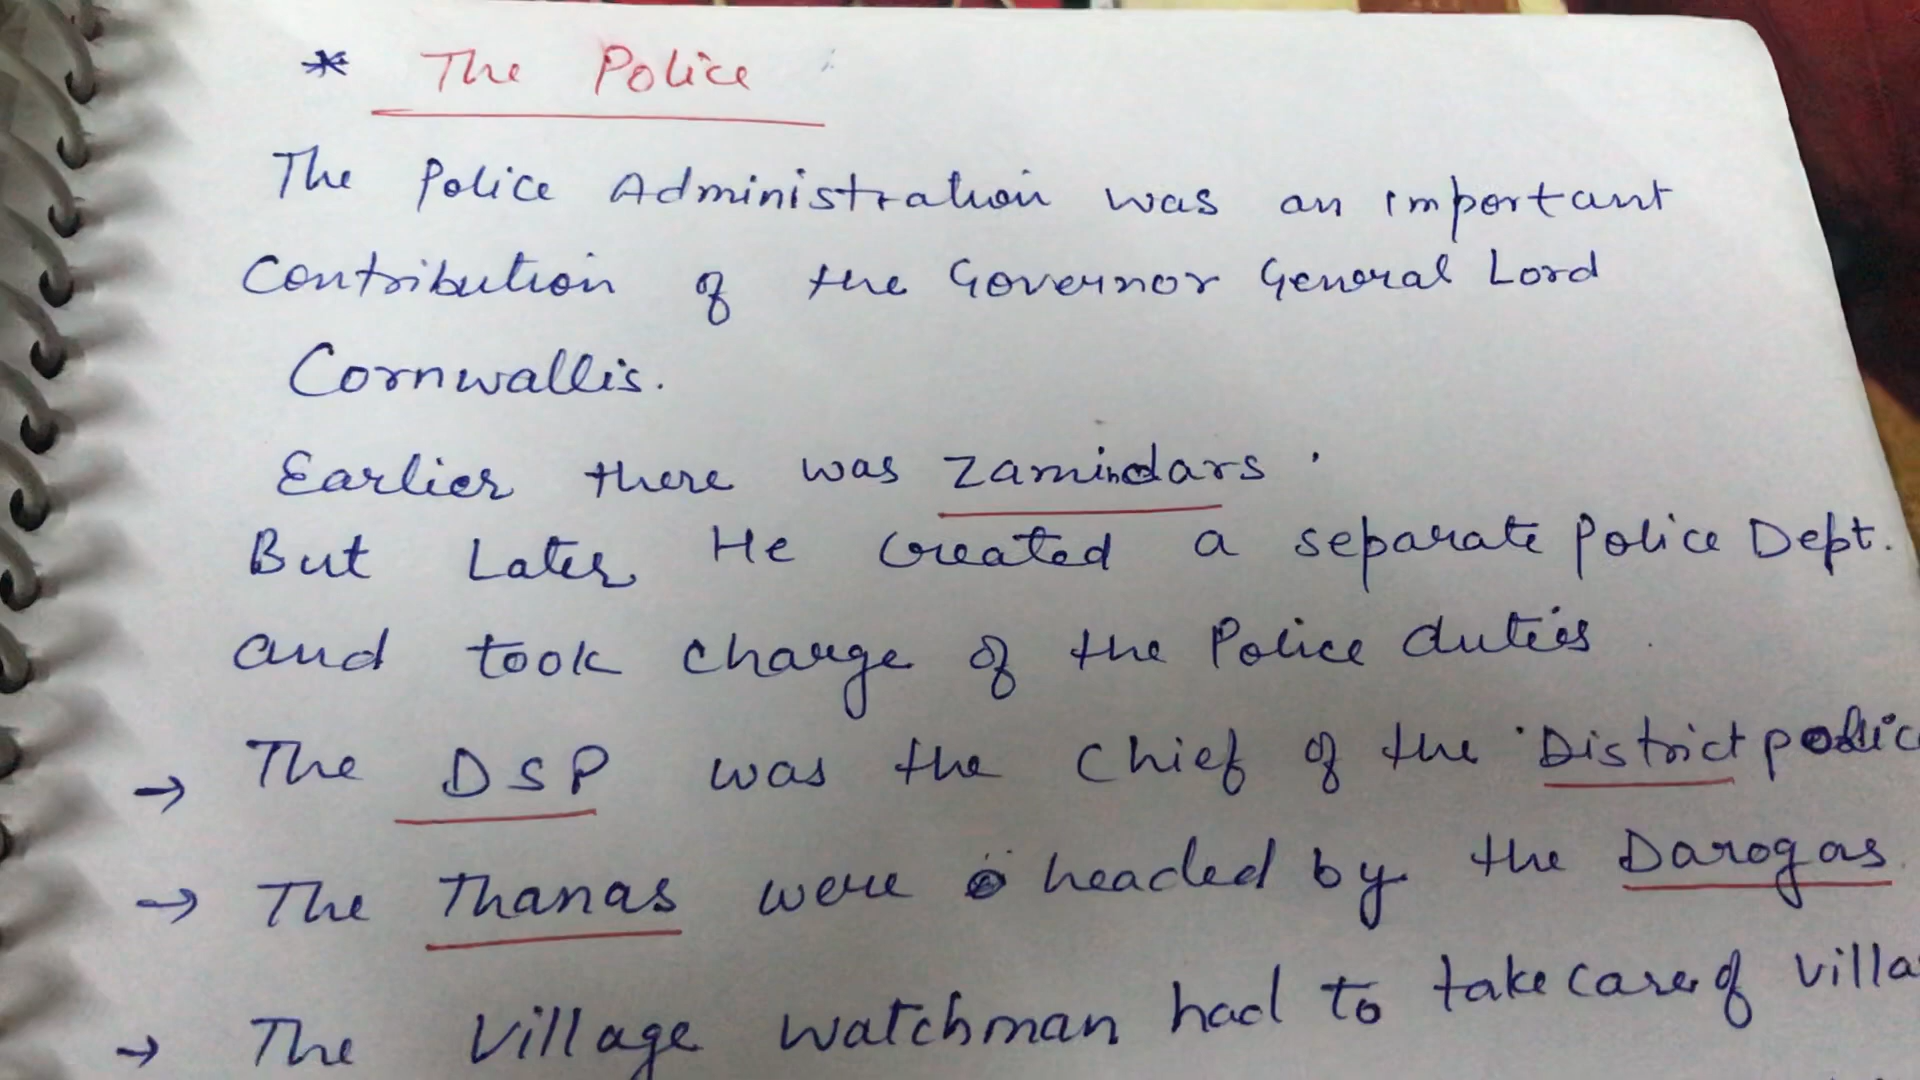 * The Police
The Police Administration was an important
Contribution of the Governor General Lord
Cornwallis.
Earlier there was Zamindars.
But Later He created a separate Police Dept.
and took charge of the Police duties
→ The DSP was the Chief of the District
→ The Thanas were headed by the Darogas
→ The Village watchman had to take care of